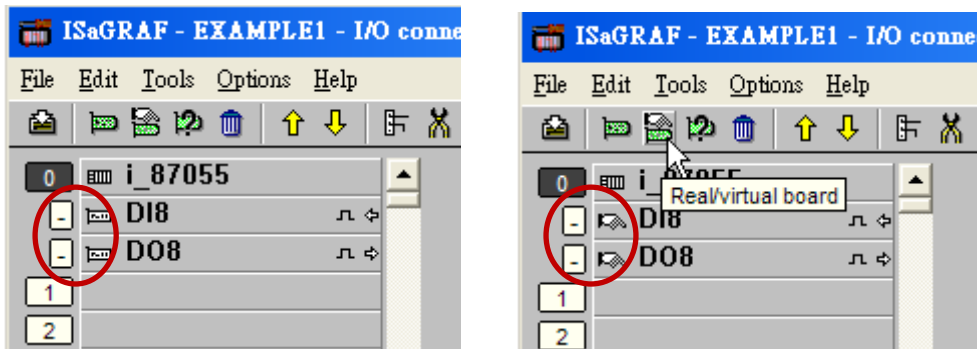 ISaGRAF - EXAMPLE1 - I/O conne
File Edit Tools Options Help
0 i_87055
- DI8
- DO8
1
2
ISaGRAF - EXAMPLE1 - I/O conne
File Edit Tools Options Help
0
Real/virtual board
- DI8
- DO8
1
2